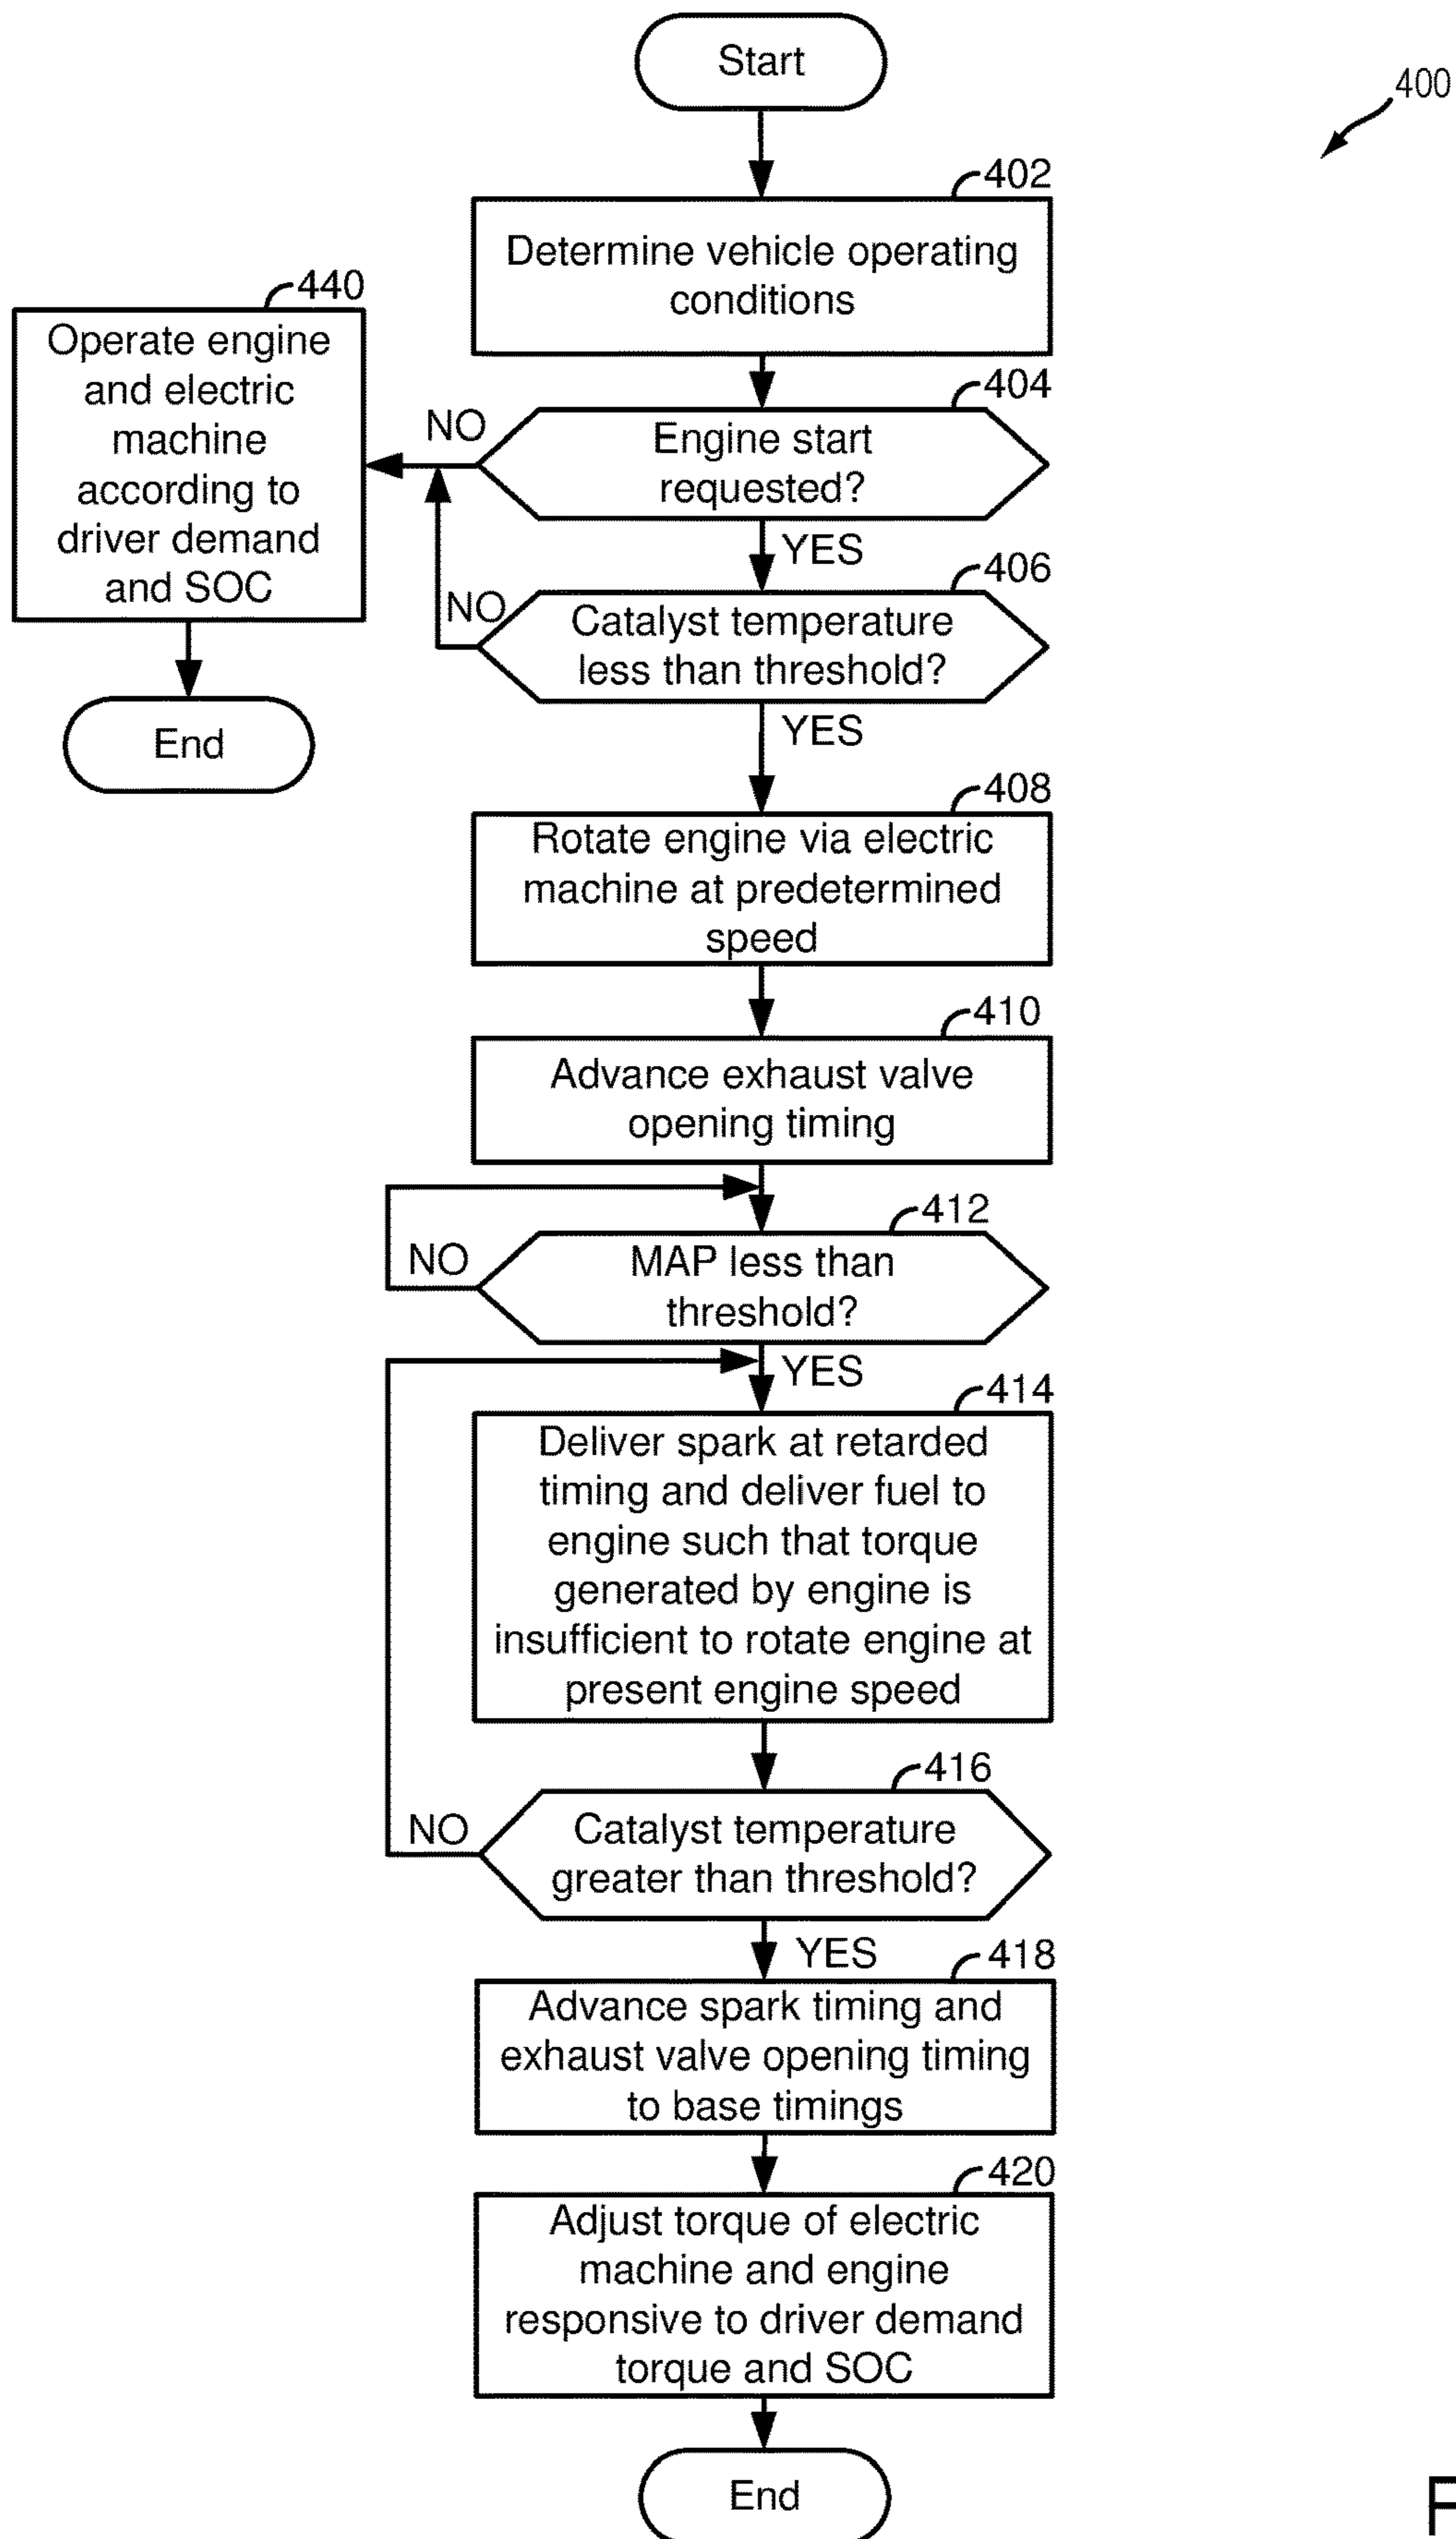 Start
400
402
Determine vehicle operating
conditions
440
Operate engine
and electric
machine
according to
driver demand
and SOC
End
404
NO
Engine start
requested?
YES
406
NO
Catalyst temperature
less than threshold?
YES
408
Rotate engine via electric
machine at predetermined
speed
410
Advance exhaust valve
opening timing
412
NO
MAP less than
threshold?
YES
414
Deliver spark at retarded
timing and deliver fuel to
engine such that torque
generated by engine is
insufficient to rotate engine at
present engine speed
416
NO
Catalyst temperature
greater than threshold?
YES
418
Advance spark timing and
exhaust valve opening timing
to base timings
420
Adjust torque of electric
machine and engine
responsive to driver demand
torque and SOC
End